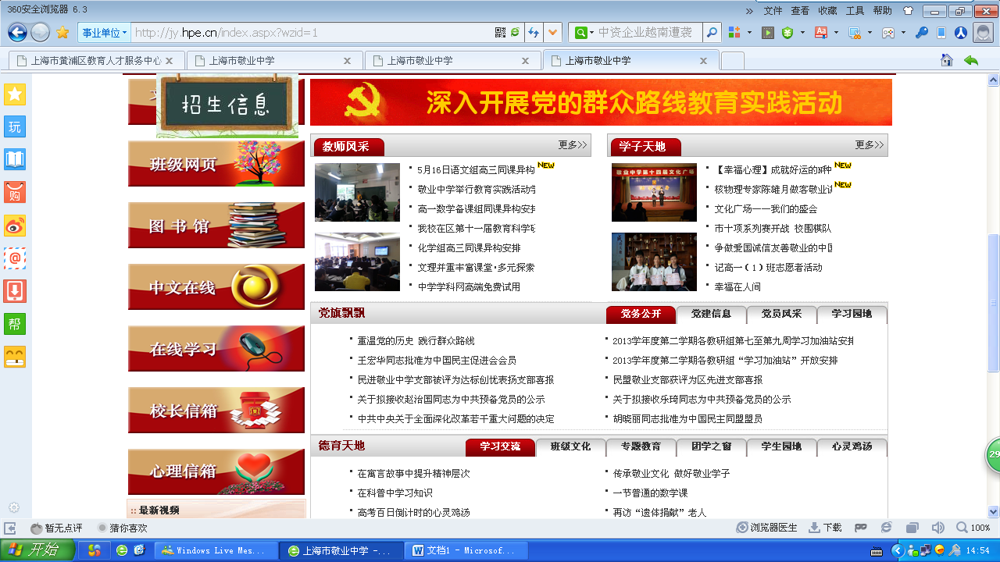 360安全浏览器 6.3
» 文件 查看 收藏 工具 帮助
事业单位 http://jy.hpe.cn/index.aspx?wzid=1 中资企业越南遭袭
上海市黄浦区教育人才服务中心 上海市敬业中学 上海市敬业中学 上海市敬业中学
玩
购
帮
招生信息
班级网页
图书馆
中文在线
在线学习
校长信箱
心理信箱
最新视频
深入开展党的群众路线教育实践活动
教师风采 更多>>
5月16日语文组高三同课异构 New
敬业中学举行教育实践活动学
高一数学备课组同课异构安排
我校在区第十一届教育科学研
化学组高三同课异构安排
文理并重丰富课堂·多元探索
中学学科网高端免费试用
学子天地 更多>>
敬业中学第十四届文化广场
【幸福心理】成就好运的n种 New
核物理专家陈雄月做客敬业讲 New
文化广场——我们的盛会
市十项系列赛开战 校围棋队
争做爱国诚信友善敬业的中国
记高一（1）班志愿者活动
幸福在人间
党旗飘飘 党务公开 党建信息 党员风采 学习园地
重温党的历史 践行群众路线
王宏华同志批准为中国民主促进会会员
民进敬业中学支部被评为达标创优表扬支部喜报
关于拟接收赵治国同志为中共预备党员的公示
中共中央关于全面深化改革若干重大问题的决定
2013学年度第二学期各教研组第七至第九周学习加油站安排
2013学年度第二学期各教研组“学习加油站”开放安排
民盟敬业支部获评为区先进支部喜报
关于拟接收乐琦同志为中共预备党员的公示
胡晓丽同志批准为中国民主同盟盟员
德育天地 学习交流 班级文化 专题教育 团学之窗 学生园地 心灵鸡汤
在寓言故事中提升精神层次
在科普中学习知识
高考百日倒计时的心灵鸡汤
传承敬业文化 做好敬业学子
一节普通的数学课
再访“遗体捐献”老人
29
暂无点评 猜你喜欢 浏览器医生 下载 100%
开始 Windows Live Mes... 上海市敬业中学 -... 文档1 - Microsof... 14:54